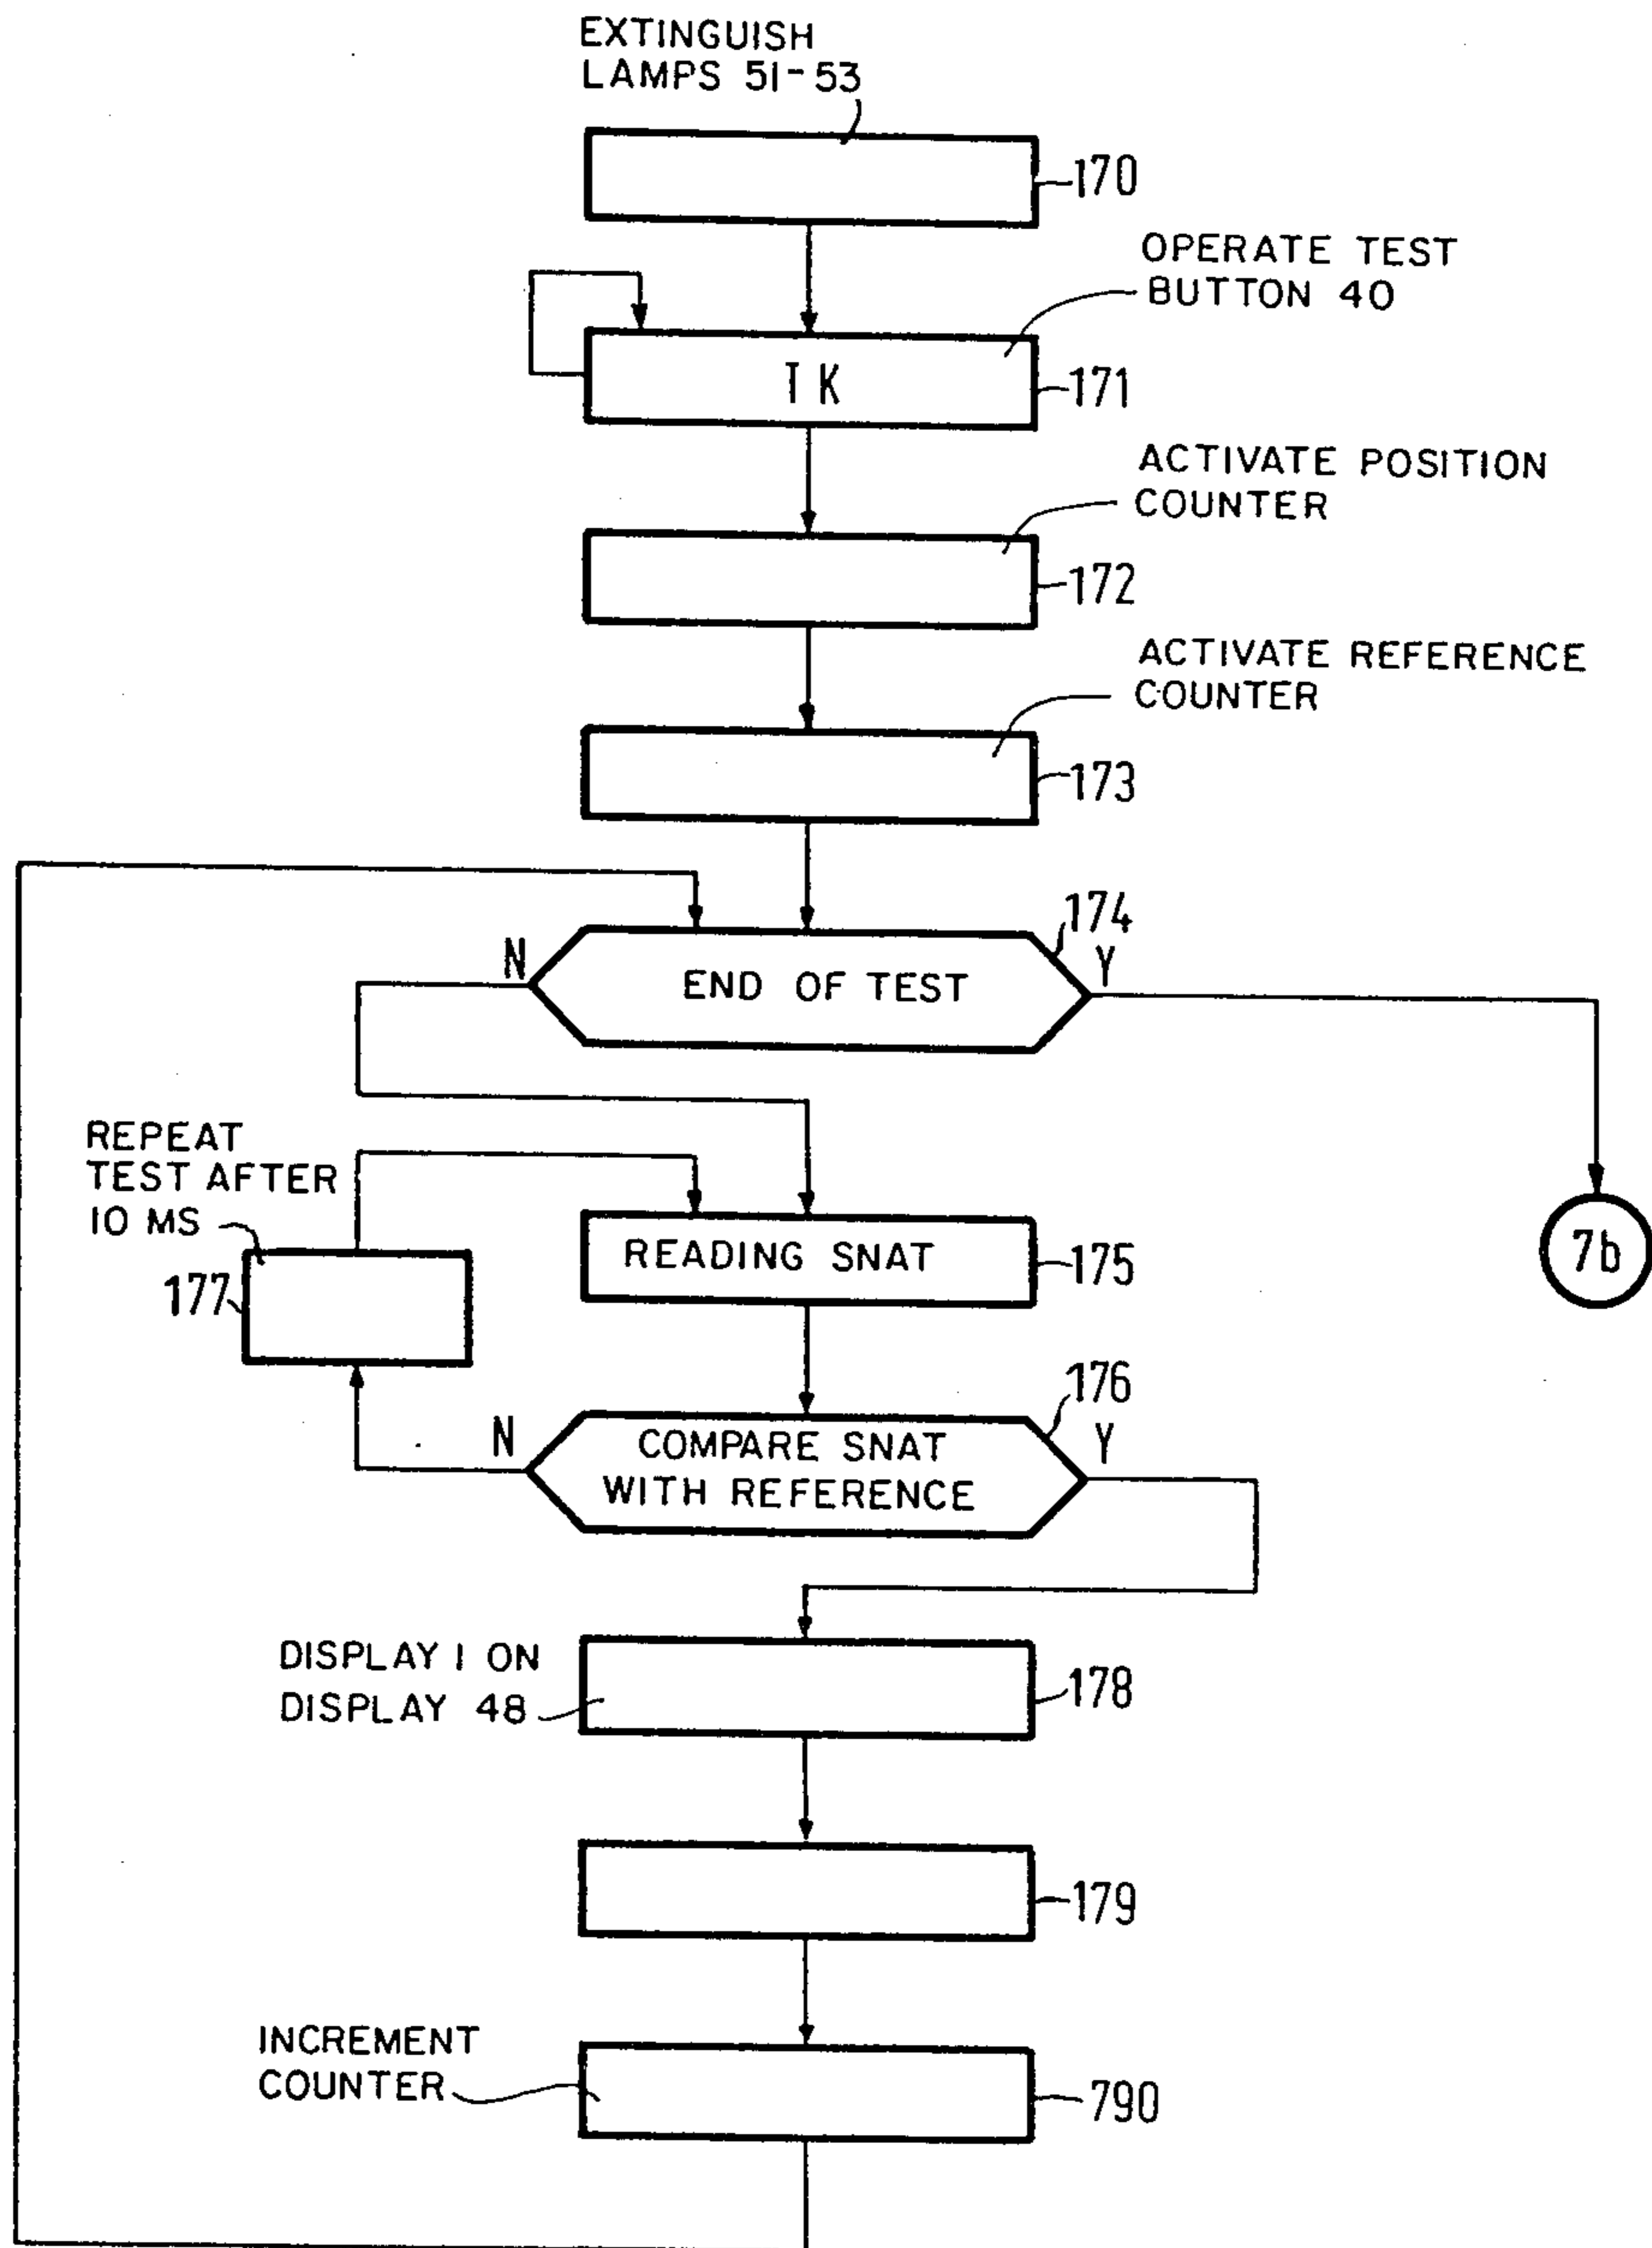 EXTINGUISH
LAMPS 51-53
170
OPERATE TEST
BUTTON 40
TK
171
ACTIVATE POSITION
COUNTER
172
ACTIVATE REFERENCE
COUNTER
173
174
N
END OF TEST
Y
REPEAT
TEST AFTER
10 MS
177
READING SNAT
175
7b
176
N
COMPARE SNAT
WITH REFERENCE
Y
DISPLAY 1 ON
DISPLAY 48
178
179
INCREMENT
COUNTER
790